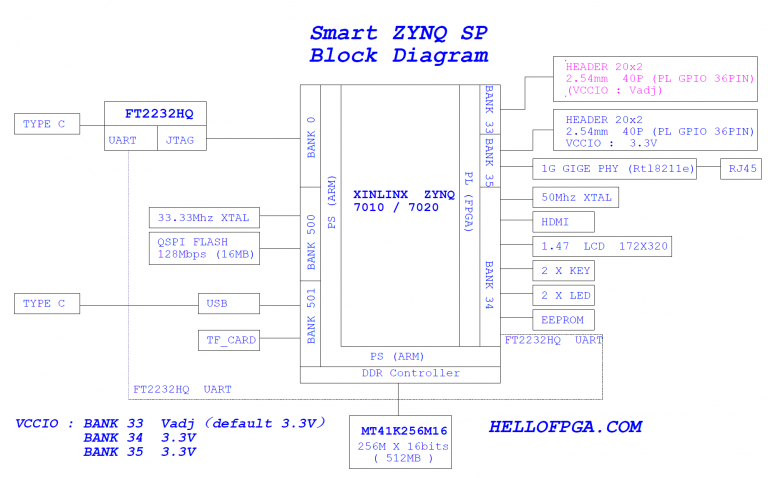 Smart ZYNQ SP
Block Diagram
HEADER 20x2
2.54mm 40P (PL GPIO 36PIN)
(VCCIO : Vadj)
FT2232HQ
TYPE C
UART
JTAG
BANK 0
BANK 33
HEADER 20x2
2.54mm 40P (PL GPIO 36PIN)
VCCIO : 3.3V
BANK 35
1G GIGE PHY (Rtl8211e)
RJ45
PS (ARM)
XINLINX ZYNQ
7010 / 7020
PL (FPGA)
50Mhz XTAL
33.33Mhz XTAL
HDMI
QSPI FLASH
128Mbps (16MB)
BANK 500
1.47 LCD 172X320
2 X KEY
BANK 34
TYPE C
USB
BANK 501
2 X LED
EEPROM
TF_CARD
FT2232HQ UART
PS (ARM)
DDR Controller
FT2232HQ UART
VCCIO : BANK 33 Vadj (default 3.3V)
BANK 34 3.3V
BANK 35 3.3V
MT41K256M16
256M X 16bits
( 512MB )
HELLOFPGA.COM